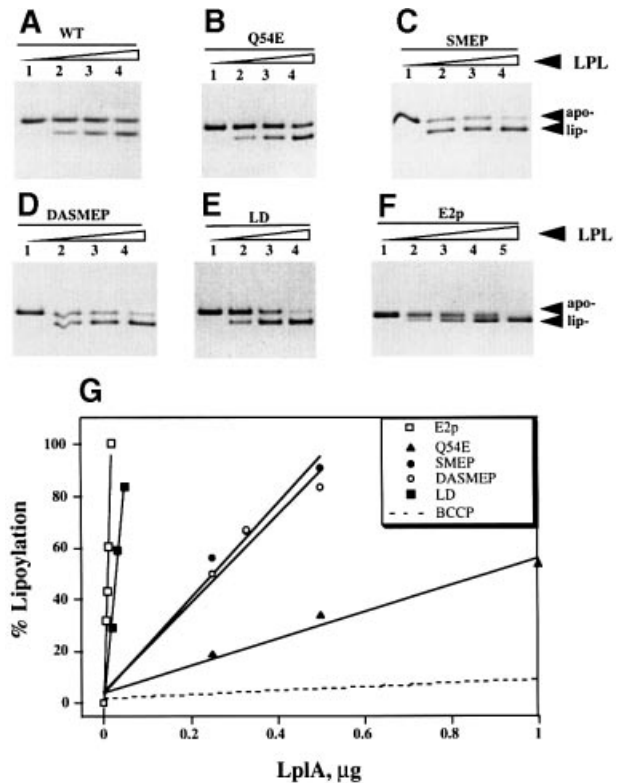 A
WT
1 2 3 4
B
Q54E
1 2 3 4
C
SMEP
1 2 3 4
LPL
apo-
lip-
D
DASMEP
1 2 3 4
E
LD
1 2 3 4
F
E2p
1 2 3 4 5
LPL
apo-
lip-
G
% Lipoylation
100
80
60
40
20
0
E2p
Q54E
SMEP
DASMEP
LD
BCCP
0 0.2 0.4 0.6 0.8 1
LplA, µg